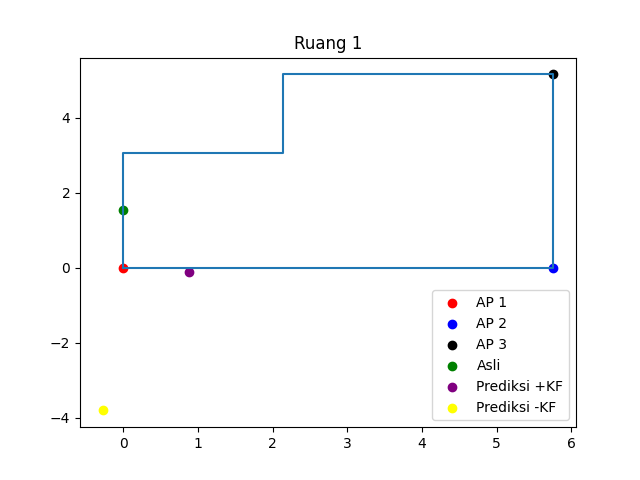 Ruang 1
4
2
0
−2
−4
0 1 2 3 4 5 6
AP 1
AP 2
AP 3
Asli
Prediksi +KF
Prediksi -KF